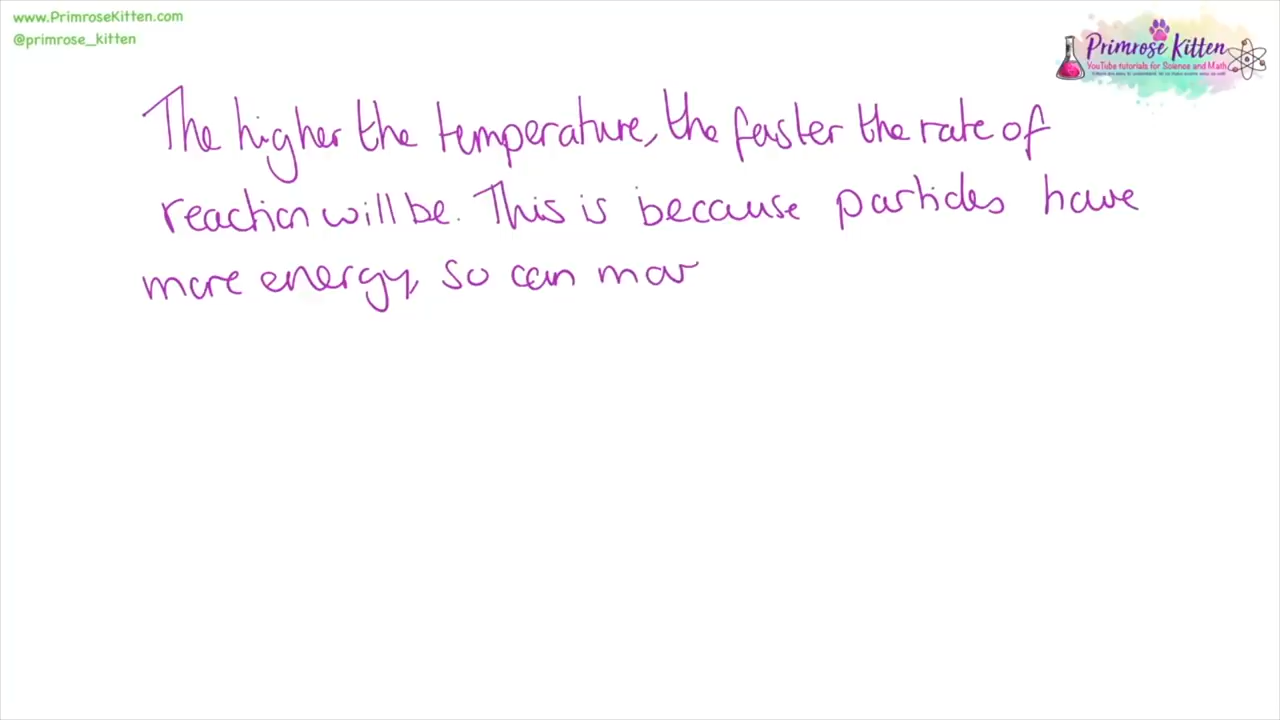 www.PrimroseKitten.com
@primrose_kitten
Primrose Kitten
YouTube tutorials for Science and Math
The higher the temperature, the faster the rate of
reaction will be. This is because particles have
more energy, so can mov